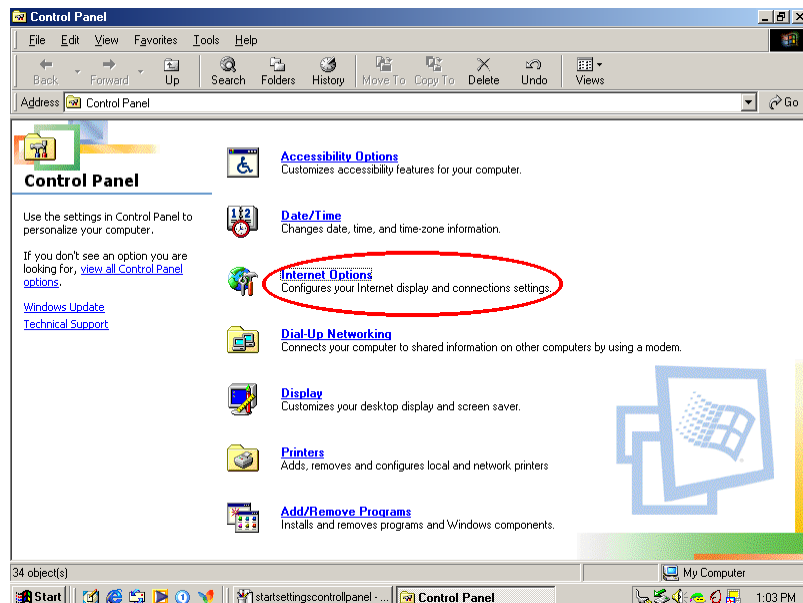 Control Panel
File Edit View Favorites Tools Help
Back Forward Up Search Folders History Move To Copy To Delete Undo Views
Address Control Panel Go
Control Panel
Use the settings in Control Panel to
personalize your computer.
If you don't see an option you are
looking for, view all Control Panel
options.
Windows Update
Technical Support
Accessibility Options
Customizes accessibility features for your computer.
Date/Time
Changes date, time, and time-zone information.
Internet Options
Configures your Internet display and connections settings.
Dial-Up Networking
Connects your computer to shared information on other computers by using a modem.
Display
Customizes your desktop display and screen saver.
Printers
Adds, removes and configures local and network printers
Add/Remove Programs
Installs and removes programs and Windows components.
34 object(s) My Computer
Start startsettingscontrollpanel - ... Control Panel 1:03 PM